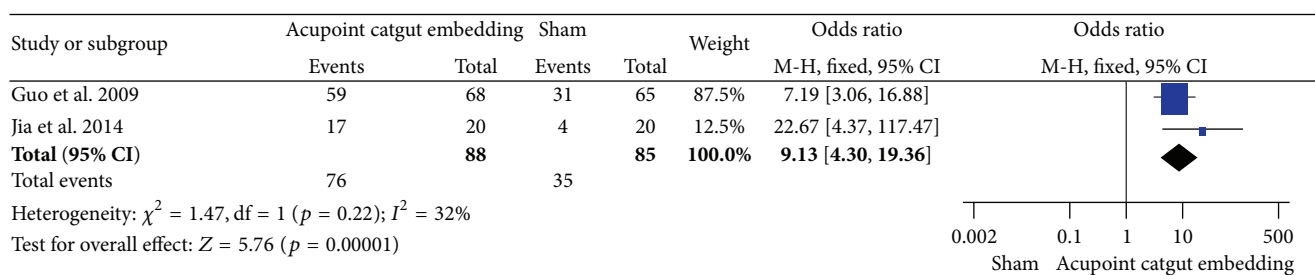 Study or subgroup Acupoint catgut embedding Sham Weight Odds ratio Odds ratio
Events Total Events Total M-H, fixed, 95% CI M-H, fixed, 95% CI
Guo et al. 2009 59 68 31 65 87.5% 7.19 [3.06, 16.88]
Jia et al. 2014 17 20 4 20 12.5% 22.67 [4.37, 117.47]
Total (95% CI) 88 85 100.0% 9.13 [4.30, 19.36]
Total events 76 35
Heterogeneity: χ² = 1.47, df = 1 (p = 0.22); I² = 32%
Test for overall effect: Z = 5.76 (p = 0.00001)
0.002 0.1 1 10 500
Sham Acupoint catgut embedding